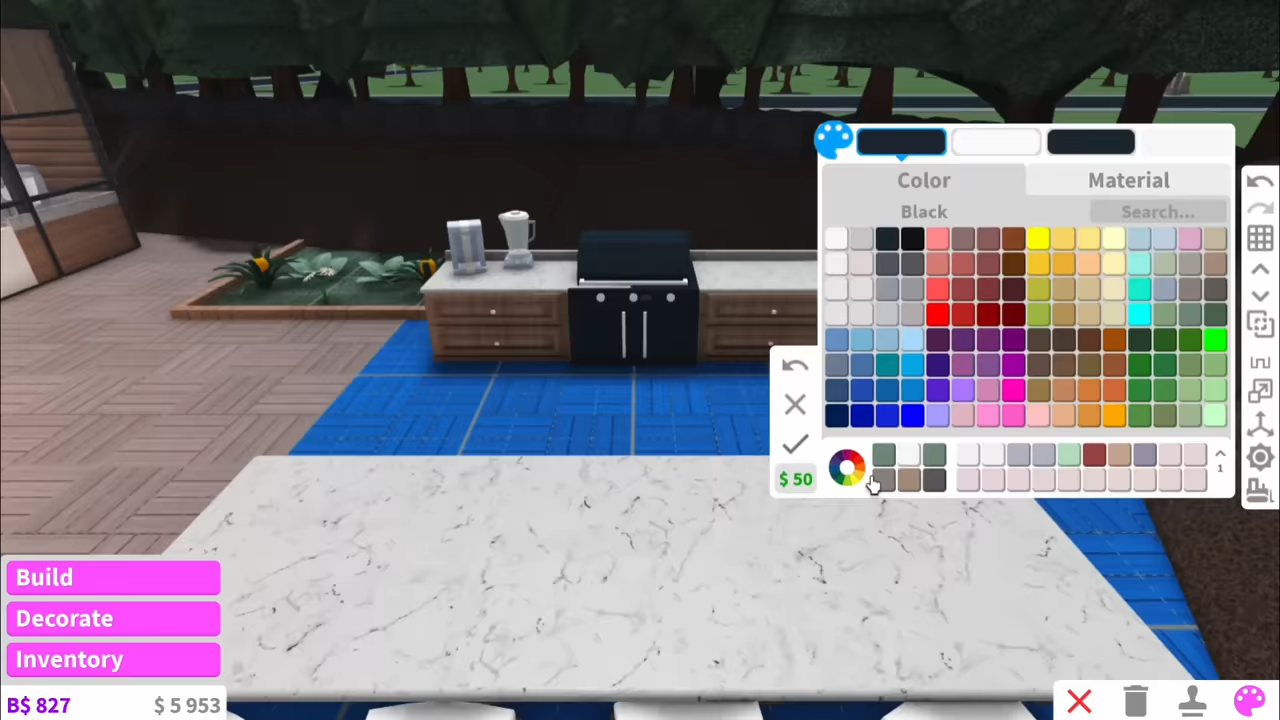 Color
Material
Black
Search...
$ 50
1
Build
Decorate
Inventory
B$ 827
$ 5 953